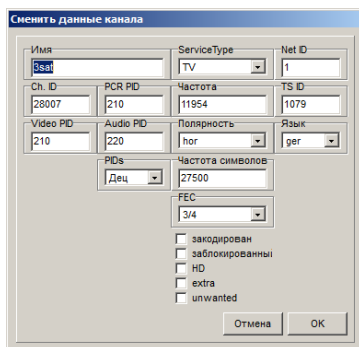 Сменить данные канала
Имя ServiceType Net ID
3sat TV 1
Ch. ID PCR PID Частота TS ID
28007 210 11954 1079
Video PID Audio PID Полярность Язык
210 220 hor ger
PIDs Частота символов
Дец 27500
FEC
3/4
закодирован
заблокированный
HD
extra
unwanted
Отмена OK